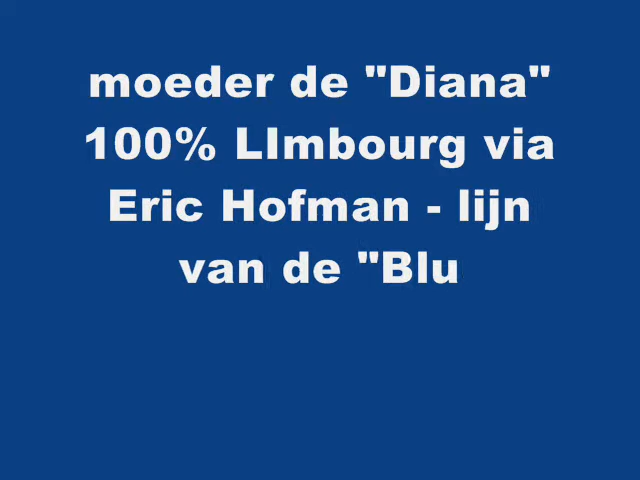 moeder de "Diana"
100% LImbourg via
Eric Hofman - lijn
van de "Blu